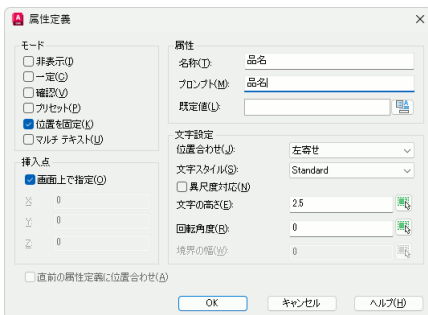 属性定義
モード
非表示(I)
一定(C)
確認(V)
プリセット(P)
位置を固定(K)
マルチ テキスト(U)
挿入点
画面上で指定(O)
X: 0
Y: 0
Z: 0
直前の属性定義に位置合わせ(A)
属性
名称(T): 品名
プロンプト(M): 品名
既定値(L):
文字設定
位置合わせ(J): 左寄せ
文字スタイル(S): Standard
異尺度対応(N)
文字の高さ(E): 2.5
回転角度(R): 0
境界の幅(W): 0
OK キャンセル ヘルプ(H)